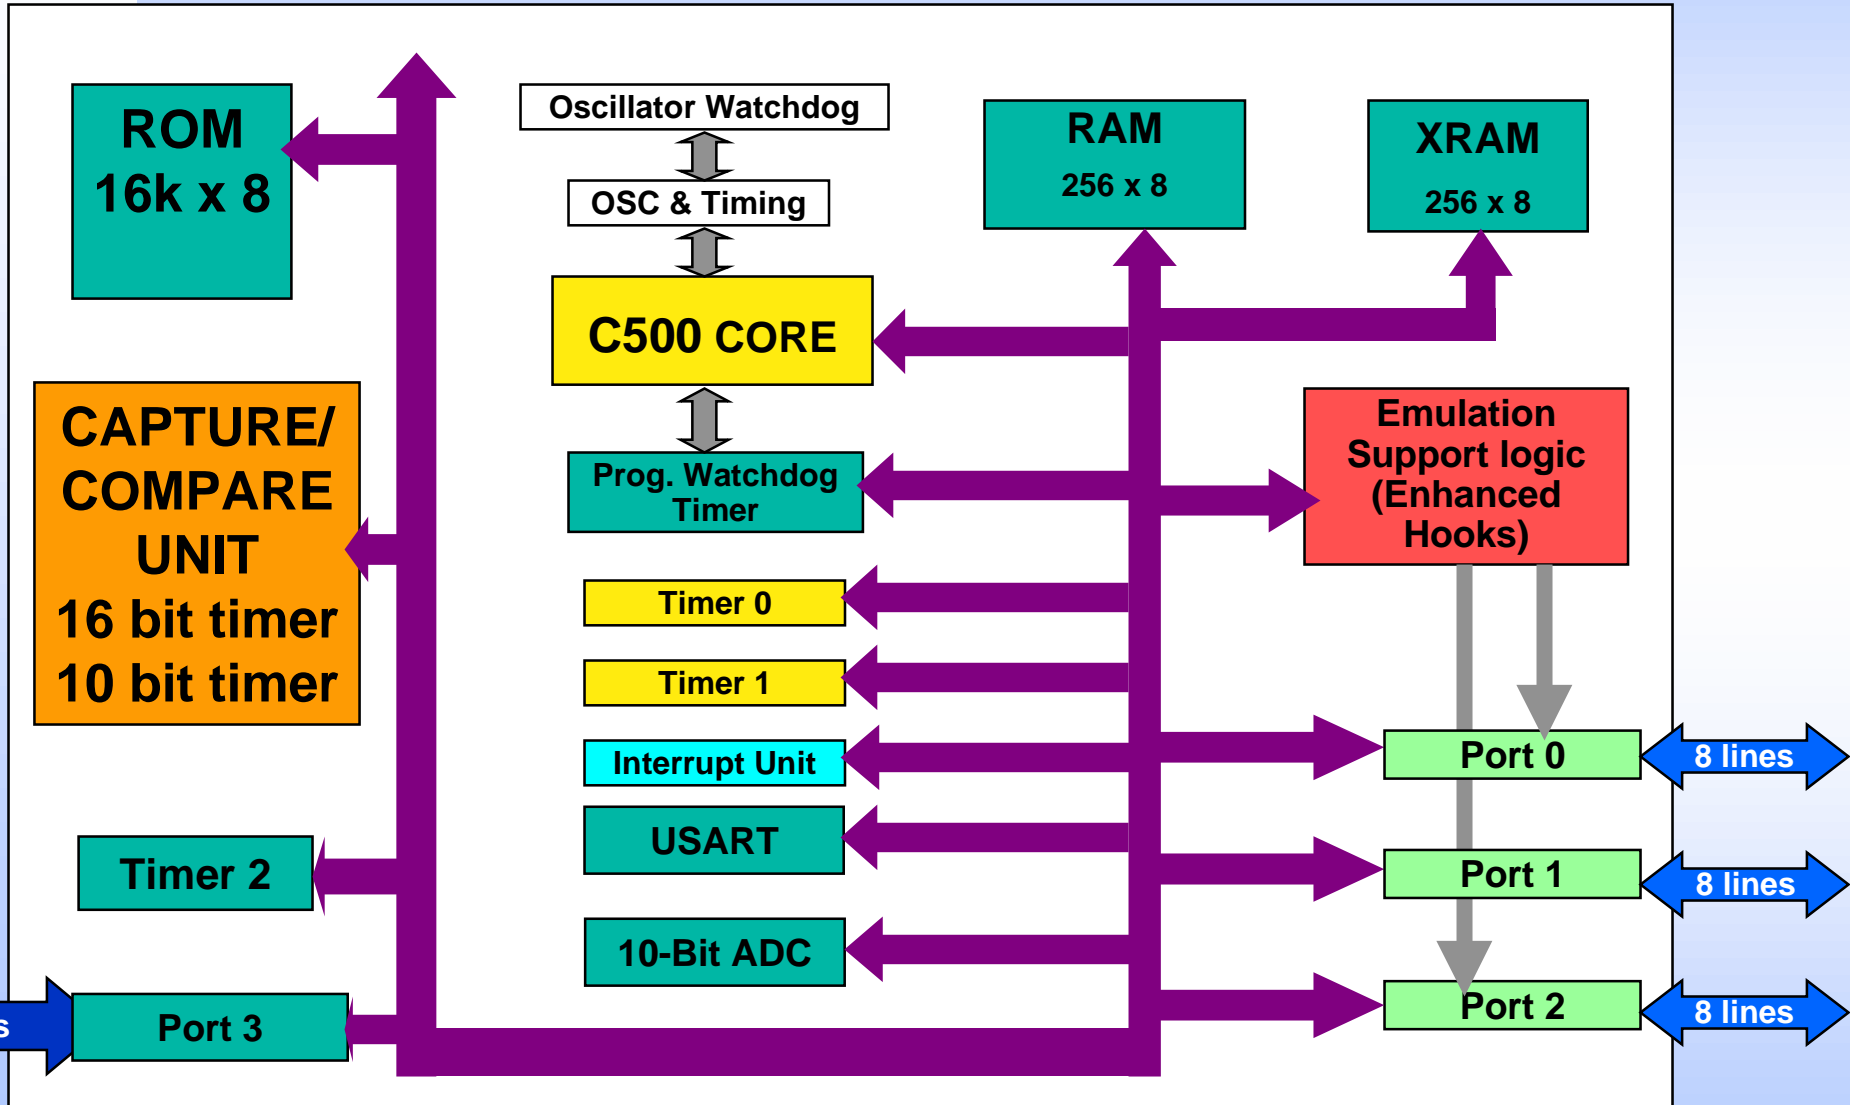 ROM
16k x 8
CAPTURE/
COMPARE
UNIT
16 bit timer
10 bit timer
Timer 2
Port 3
Oscillator Watchdog
OSC & Timing
C500 CORE
Prog. Watchdog
Timer
Timer 0
Timer 1
Interrupt Unit
USART
10-Bit ADC
RAM
256 x 8
XRAM
256 x 8
Emulation
Support logic
(Enhanced
Hooks)
Port 0
8 lines
Port 1
8 lines
Port 2
8 lines